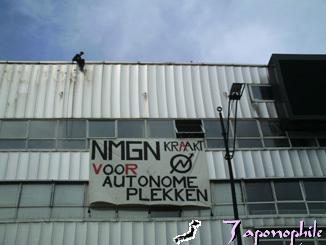 NMGN KRAAKT
VOOR
AUTONOME
PLEKKEN
Japonophile